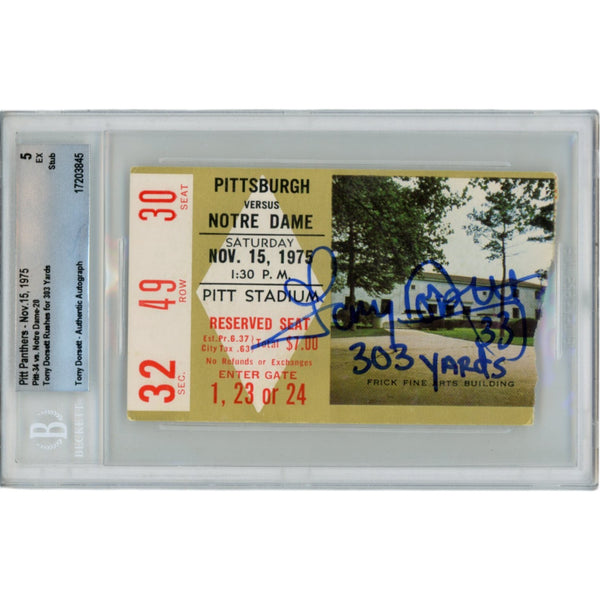 5
EX
Stub
17203845
Pitt Panthers - Nov.15, 1975
Pitt-34 vs. Notre Dame-20
Tony Dorsett Rushes for 303 Yards
Tony Dorsett - Authentic Autograph
B
BECKETT
30
SEAT
49
ROW
32
SEC.
PITTSBURGH
VERSUS
NOTRE DAME
SATURDAY
NOV. 15, 1975
1:30 P. M.
PITT STADIUM
RESERVED SEAT
Est.Pr. 6.37
City Tax .63
Total $7.00
No Refunds or Exchanges
ENTER GATE
1, 23 or 24
Tony Dorsett
33
303 YARDS
FRICK FINE ARTS BUILDING